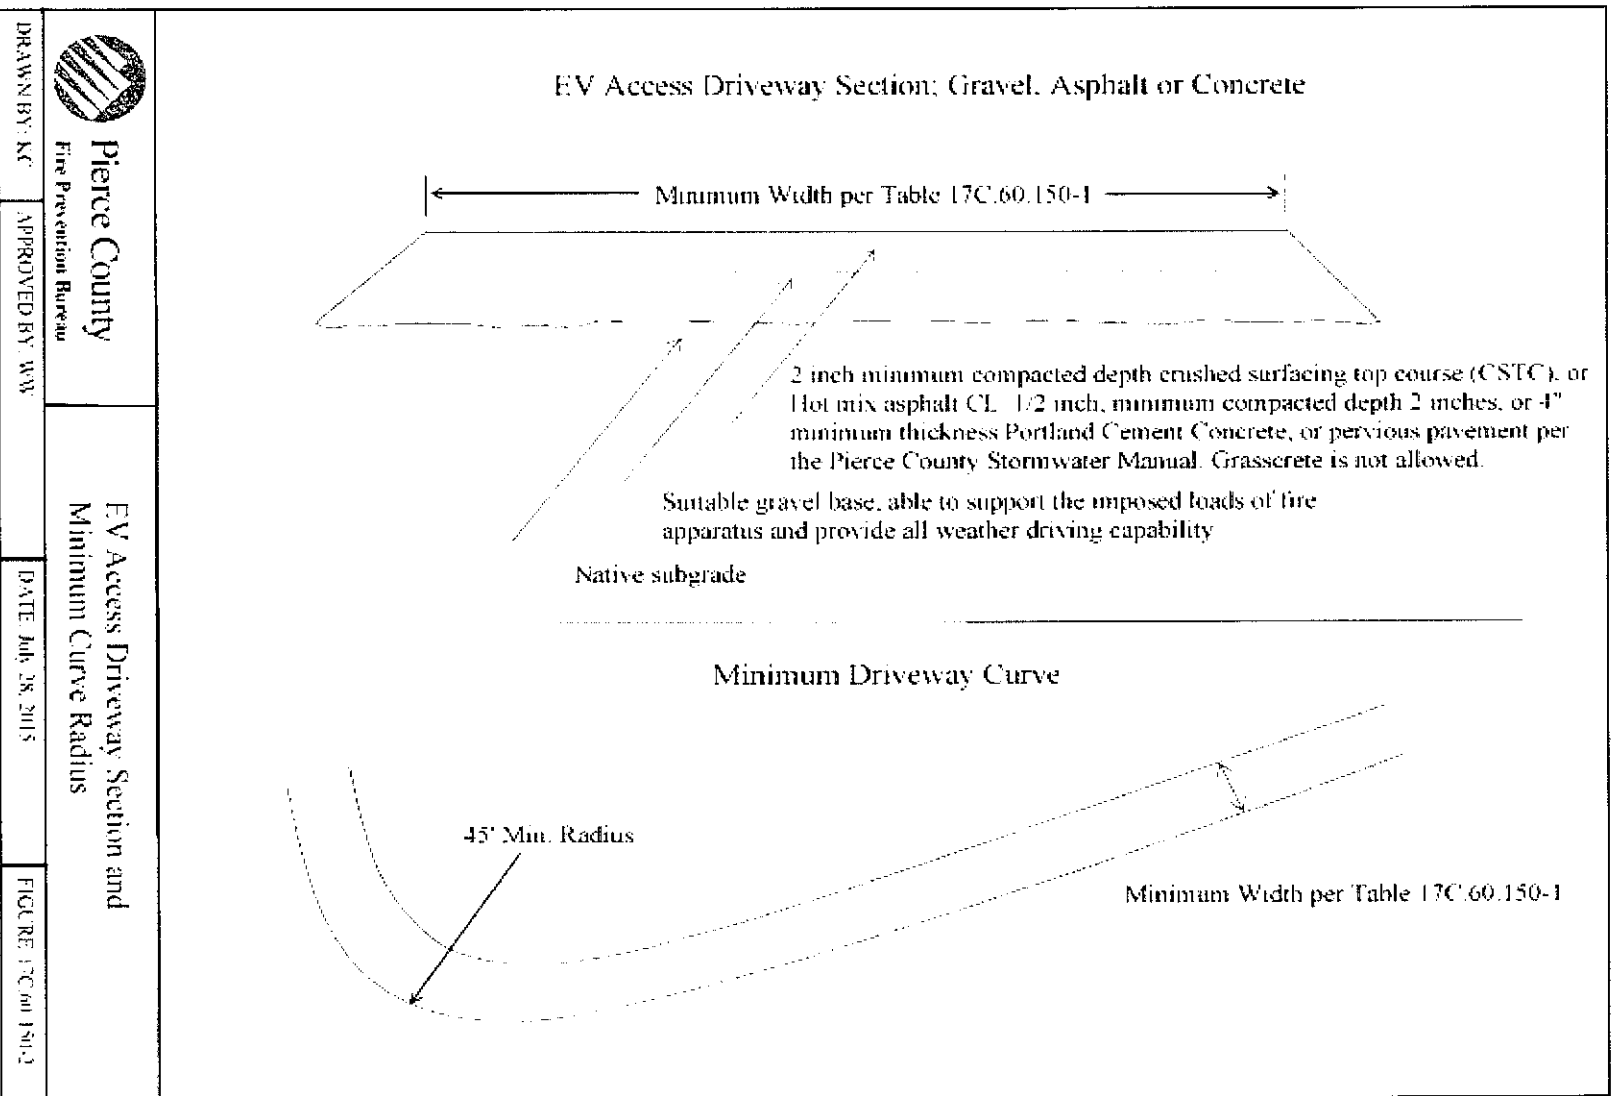 EV Access Driveway Section; Gravel, Asphalt or Concrete
Minimum Width per Table 17C.60.150-1
2 inch minimum compacted depth crushed surfacing top course (CSTC), or
Hot mix asphalt CL 1/2 inch, minimum compacted depth 2 inches, or 4"
minimum thickness Portland Cement Concrete, or pervious pavement per
the Pierce County Stormwater Manual. Grasscrete is not allowed.
Suitable gravel base, able to support the imposed loads of fire
apparatus and provide all weather driving capability
Native subgrade
Minimum Driveway Curve
45' Min. Radius
Minimum Width per Table 17C.60.150-1
Pierce County
Fire Prevention Bureau
EV Access Driveway Section and
Minimum Curve Radius
DRAWN BY: KC
APPROVED BY: WW
DATE: July 28, 2015
FIGURE 17C.60.150-2